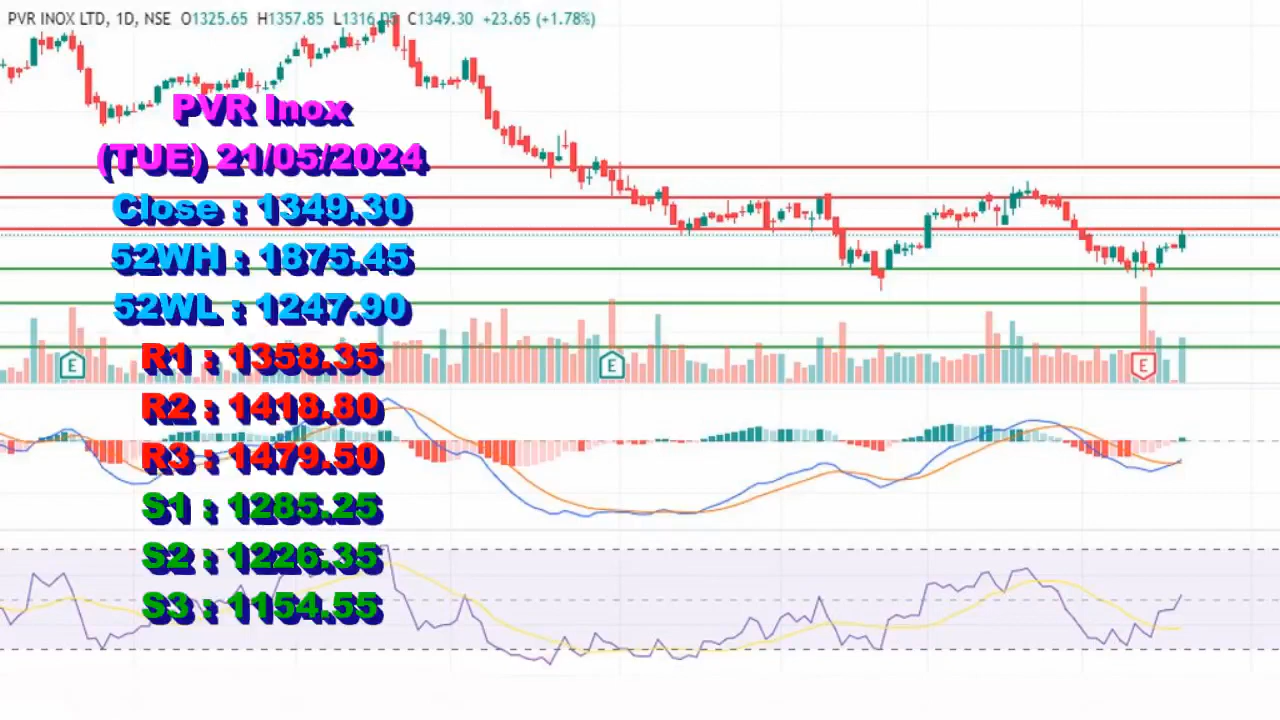 PVR INOX LTD, 1D, NSE O1325.65 H1357.85 L1316.05 C1349.30 +23.65 (+1.78%)
PVR Inox
(TUE) 21/05/2024
Close : 1349.30
52WH : 1875.45
52WL : 1247.90
R1 : 1358.35
E
E
E
R2 : 1418.80
R3 : 1479.50
S1 : 1285.25
S2 : 1226.35
S3 : 1154.55